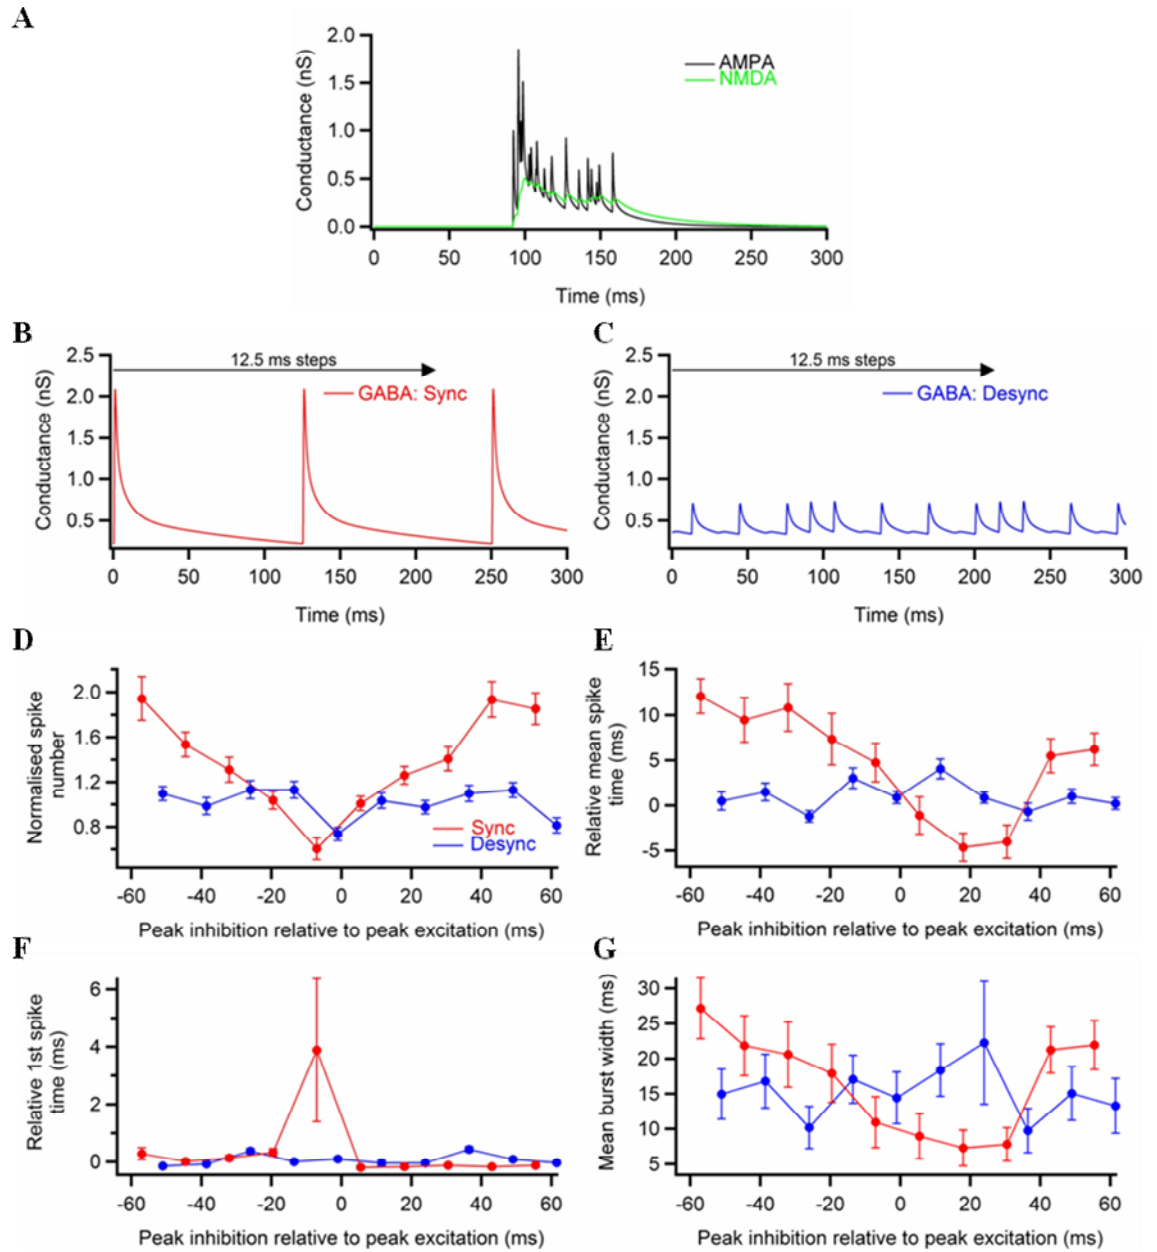 A
2.0
1.5
1.0
0.5
0.0
Conductance (nS)
AMPA
NMDA
0 50 100 150 200 250 300
Time (ms)
B
2.5
2.0
1.5
1.0
0.5
Conductance (nS)
12.5 ms steps
GABA: Sync
0 50 100 150 200 250 300
Time (ms)
C
2.5
2.0
1.5
1.0
0.5
Conductance (nS)
12.5 ms steps
GABA: Desync
0 50 100 150 200 250 300
Time (ms)
D
2.0
1.6
1.2
0.8
Normalised spike
number
Sync
Desync
-60 -40 -20 0 20 40 60
Peak inhibition relative to peak excitation (ms)
E
15
10
5
0
-5
Relative mean spike
time (ms)
-60 -40 -20 0 20 40 60
Peak inhibition relative to peak excitation (ms)
F
6
4
2
0
Relative 1st spike
time (ms)
-60 -40 -20 0 20 40 60
Peak inhibition relative to peak excitation (ms)
G
30
25
20
15
10
5
Mean burst width (ms)
-60 -40 -20 0 20 40 60
Peak inhibition relative to peak excitation (ms)